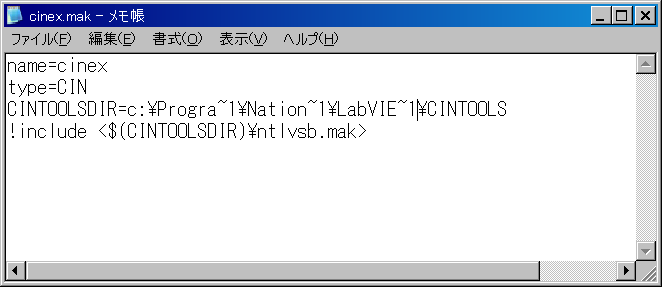 cinex.mak - メモ帳
ファイル(F) 編集(E) 書式(O) 表示(V) ヘルプ(H)
name=cinex
type=CIN
CINTOOLSDIR=c:¥Progra~1¥Nation~1¥LabVIE~1¥CINTOOLS
!include <$(CINTOOLSDIR)¥ntlvsb.mak>